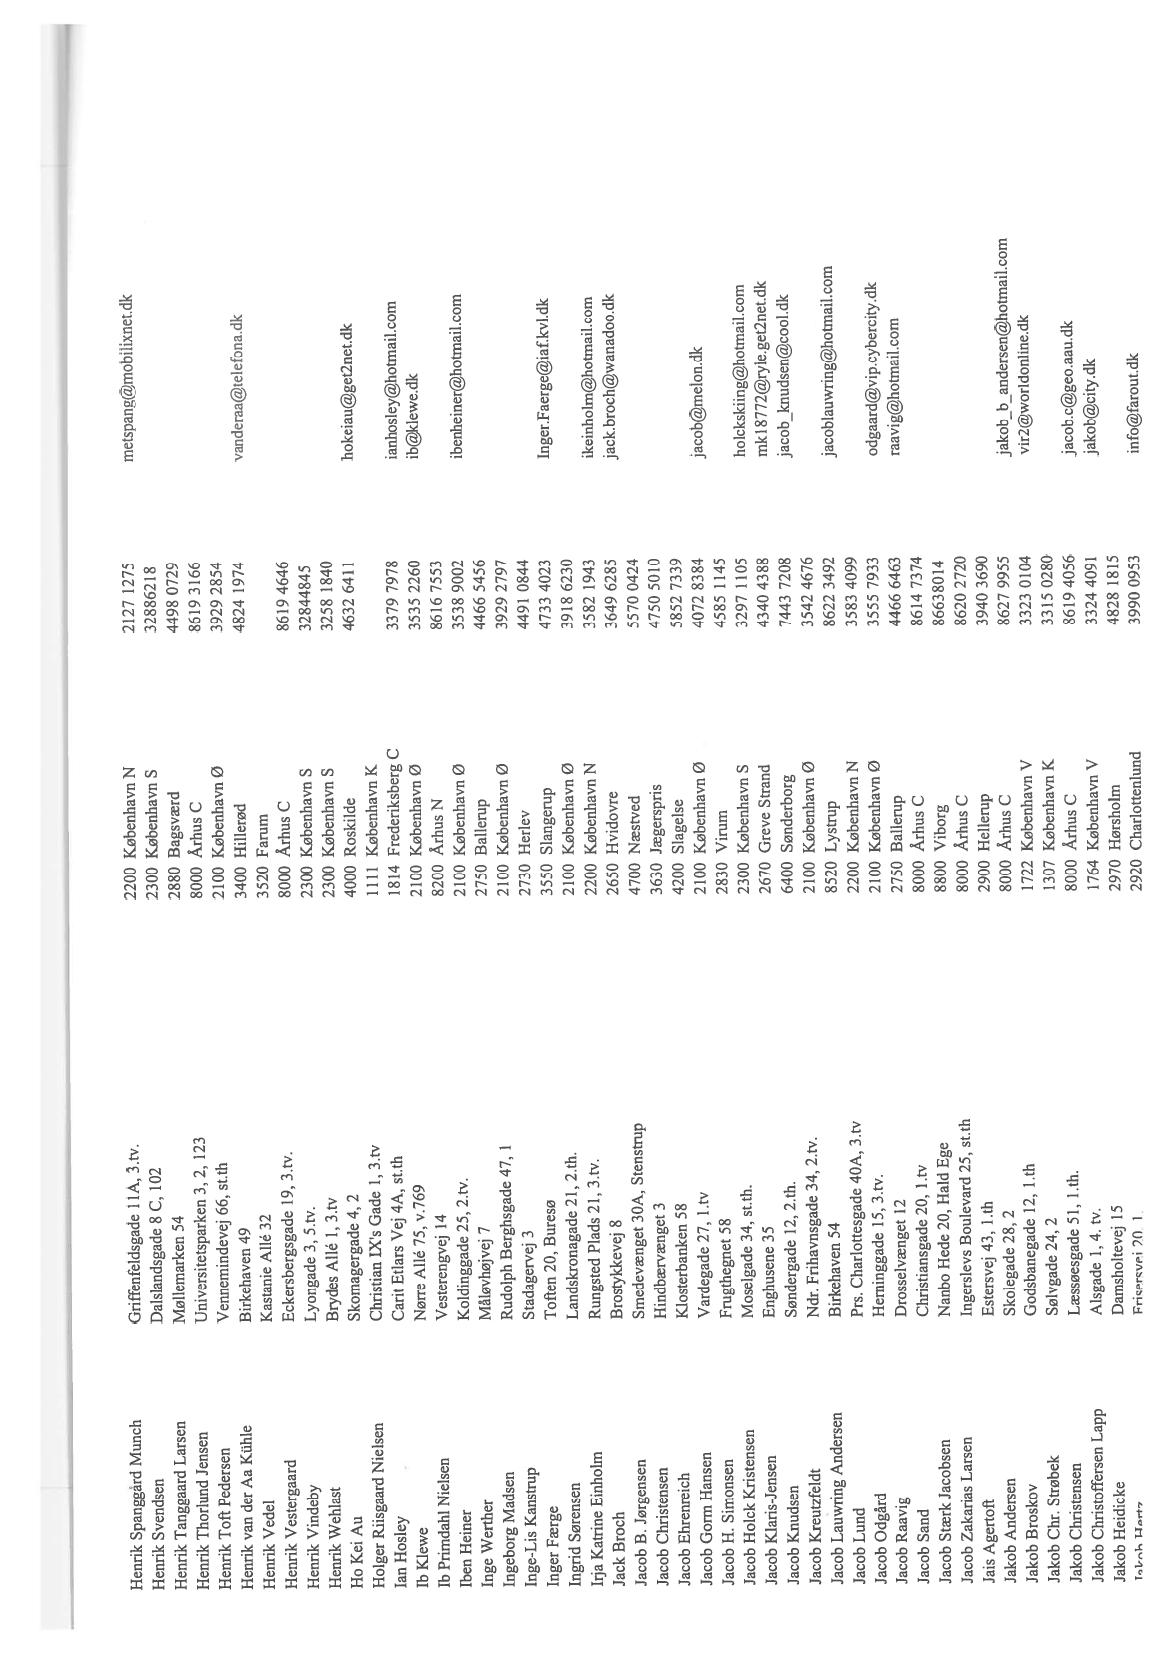 Henrik Spanggård Munch Griffenfeldsgade 11A, 3.tv. 2200 København N 2127 1275 metspang@mobilixnet.dk
Henrik Svendsen Dalslandsgade 8 C, 102 2300 København S 32886218
Henrik Tanggaard Larsen Møllemarken 54 2880 Bagsværd 4498 0729
Henrik Thorlund Jensen Universitetsparken 3, 2, 123 8000 Århus C 8619 3166
Henrik Toft Pedersen Vennemindevej 66, st.th 2100 København Ø 3929 2854
Henrik van der Aa Kühle Birkehaven 49 3400 Hillerød 4824 1974 vanderaa@telefona.dk
Henrik Vedel Kastanie Allé 32 3520 Farum
Henrik Vestergaard Eckersbergsgade 19, 3.tv. 8000 Århus C 8619 4646
Henrik Vindeby Lyongade 3, 5.tv. 2300 København S 32844845
Henrik Wehlast Brydes Allé 1, 3.tv 2300 København S 3258 1840
Ho Kei Au Skomagergade 4, 2 4000 Roskilde 4632 6411 hokeiau@get2net.dk
Holger Riisgaard Nielsen Christian IX's Gade 1, 3.tv 1111 København K
Ian Hosley Carit Etlars Vej 4A, st.th 1814 Frederiksberg C 3379 7978 ianhosley@hotmail.com
Ib Klewe Nørre Allé 75, v.769 2100 København Ø 3535 2260 ib@klewe.dk
Ib Primdahl Nielsen Vesterengvej 14 8200 Århus N 8616 7553
Iben Heiner Koldinggade 25, 2.tv. 2100 København Ø 3538 9002 ibenheiner@hotmail.com
Inge Werther Måløvhøjvej 7 2750 Ballerup 4466 5456
Ingeborg Madsen Rudolph Berghsgade 47, 1 2100 København Ø 3929 2797
Inge-Lis Kanstrup Stadagervej 3 2730 Herlev 4491 0844
Inger Færge Toften 20, Buresø 3550 Slangerup 4733 4023 Inger.Faerge@iaf.kvl.dk
Ingrid Sørensen Landskronagade 21, 2.th. 2100 København Ø 3918 6230
Irja Katrine Einholm Rungsted Plads 21, 3.tv. 2200 København N 3582 1943 ikeinholm@hotmail.com
Jack Broch Brostykkevej 8 2650 Hvidovre 3649 6285 jack.broch@wanadoo.dk
Jacob B. Jørgensen Smedevænget 30A, Stenstrup 4700 Næstved 5570 0424
Jacob Christensen Hindbærvænget 3 3630 Jægerspris 4750 5010
Jacob Ehrenreich Klosterbanken 58 4200 Slagelse 5852 7339
Jacob Gorm Hansen Vardegade 27, 1.tv 2100 København Ø 4072 8384 jacob@melon.dk
Jacob H. Simonsen Frugthegnet 58 2830 Virum 4585 1145
Jacob Holck Kristensen Moselgade 34, st.th. 2300 København S 3297 1105 holckskiing@hotmail.com
Jacob Klaris-Jensen Enghusene 35 2670 Greve Strand 4340 4388 mk18772@ryle.get2net.dk
Jacob Knudsen Søndergade 12, 2.th. 6400 Sønderborg 7443 7208 jacob_knudsen@cool.dk
Jacob Kreutzfeldt Ndr. Frihavnsgade 34, 2.tv. 2100 København Ø 3542 4676
Jacob Lauwring Andersen Birkehaven 54 8520 Lystrup 8622 3492 jacoblauwring@hotmail.com
Jacob Lund Prs. Charlottesgade 40A, 3.tv 2200 København N 3583 4099
Jacob Odgård Herninggade 15, 3.tv. 2100 København Ø 3555 7933 odgaard@vip.cybercity.dk
Jacob Raavig Drosselvænget 12 2750 Ballerup 4466 6463 raavig@hotmail.com
Jacob Sand Christiansgade 20, 1.tv 8000 Århus C 8614 7374
Jacob Stærk Jacobsen Nanbo Hede 20, Hald Ege 8800 Viborg 86638014
Jacob Zakarias Larsen Ingerslevs Boulevard 25, st.th 8000 Århus C 8620 2720
Jais Agertoft Estersvej 43, 1.th 2900 Hellerup 3940 3690
Jakob Andersen Skolegade 28, 2 8000 Århus C 8627 9955 jakob_b_andersen@hotmail.com
Jakob Broskov Godsbanegade 12, 1.th 1722 København V 3323 0104 vir2@worldonline.dk
Jakob Chr. Strøbek Sølvgade 24, 2 1307 København K 3315 0280
Jakob Christensen Læssøesgade 51, 1.th. 8000 Århus C 8619 4056 jacob.c@geo.aau.dk
Jakob Christoffersen Lapp Alsgade 1, 4. tv. 1764 København V 3324 4091 jakob@city.dk
Jakob Heidicke Damsholtevej 15 2970 Hørsholm 4828 1815
Jakob Hertz 2920 Charlottenlund 3990 0953 info@farout.dk